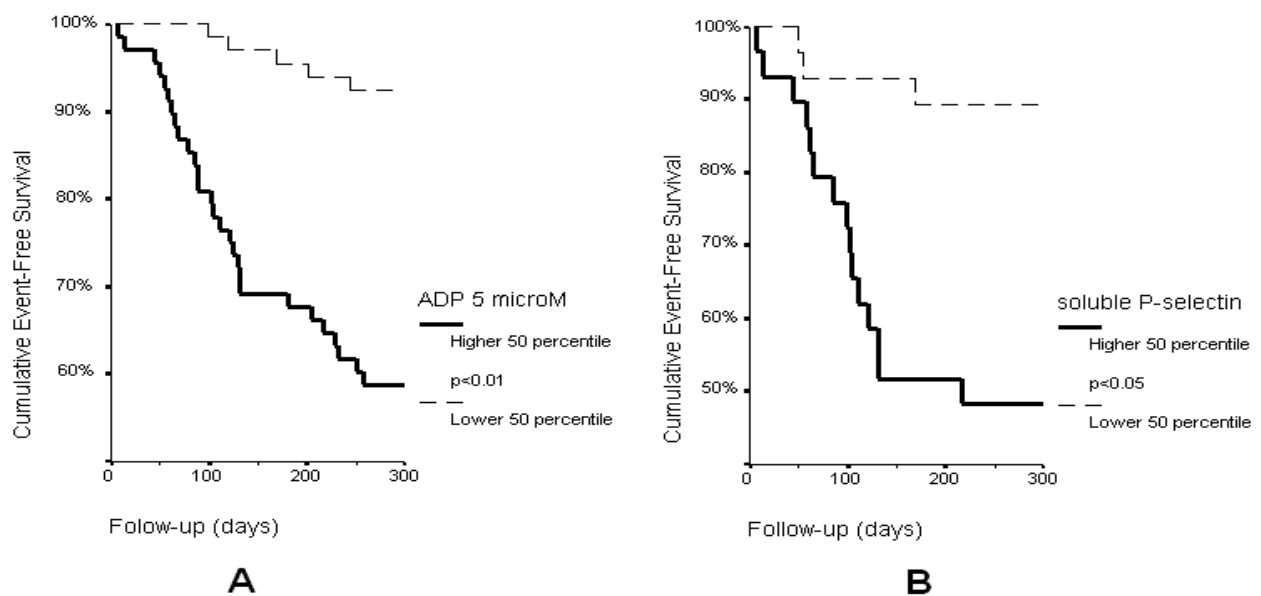 Cumulative Event-Free Survival
100%
90%
80%
70%
60%
0
100
200
300
Folow-up (days)
ADP 5 microM
Higher 50 percentile
p<0.01
Lower 50 percentile
A
Cumulative Event-Free Survival
100%
90%
80%
70%
60%
50%
0
100
200
300
Follow-up (days)
soluble P-selectin
Higher 50 percentile
p<0.05
Lower 50 percentile
B